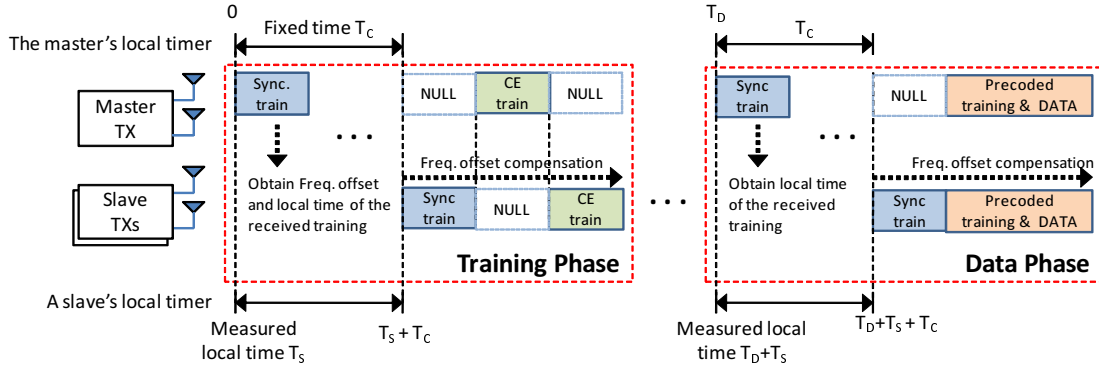 0
T_D
Fixed time T_C
T_C
The master's local timer
Sync.
train
NULL
CE
train
NULL
Sync
train
NULL
Precoded
training & DATA
Master
TX
. . .
. . .
Freq. offset compensation
Freq. offset compensation
Obtain Freq. offset
and local time of the
received training
Obtain local time
of the received
training
Slave
TXs
Sync
train
NULL
CE
train
. . .
Sync
train
Precoded
training & DATA
Training Phase
Data Phase
A slave's local timer
Measured
local time T_S
T_S + T_C
Measured local
time T_D+T_S
T_D+T_S + T_C